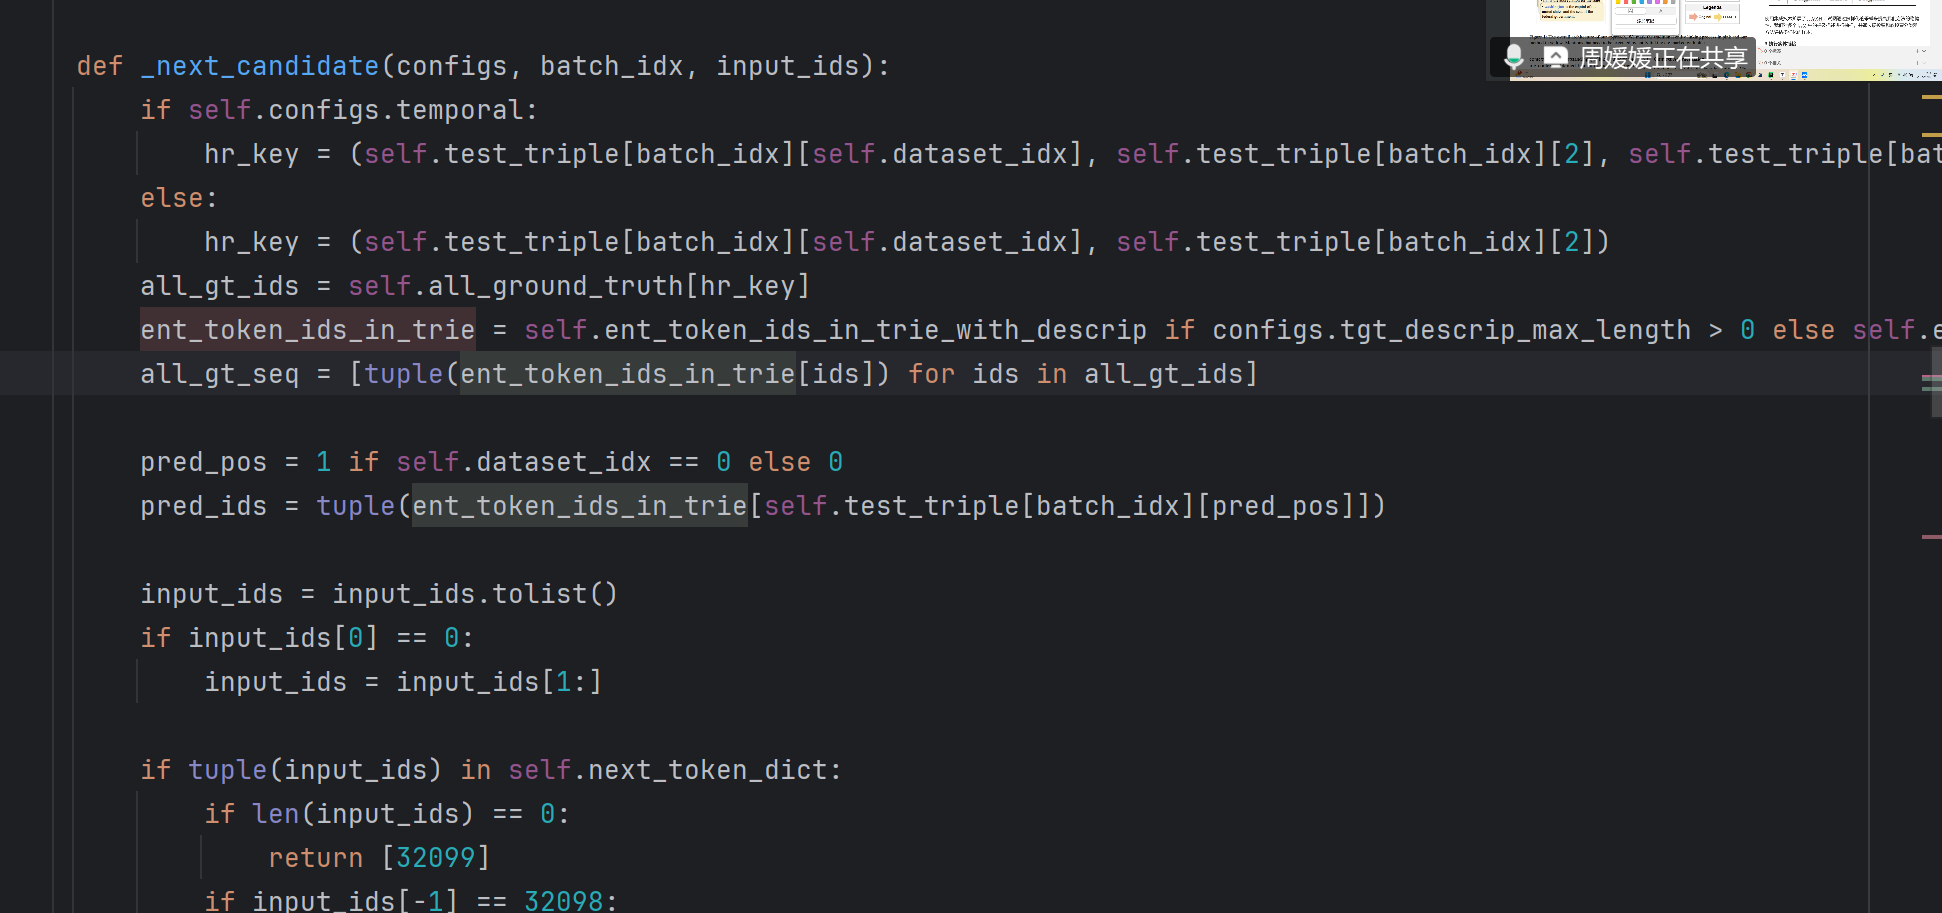 周媛媛正在共享
Legenda
def _next_candidate(configs, batch_idx, input_ids):
if self.configs.temporal:
hr_key = (self.test_triple[batch_idx][self.dataset_idx], self.test_triple[batch_idx][2], self.test_triple[bat
else:
hr_key = (self.test_triple[batch_idx][self.dataset_idx], self.test_triple[batch_idx][2])
all_gt_ids = self.all_ground_truth[hr_key]
ent_token_ids_in_trie = self.ent_token_ids_in_trie_with_descrip if configs.tgt_descrip_max_length > 0 else self.e
all_gt_seq = [tuple(ent_token_ids_in_trie[ids]) for ids in all_gt_ids]
pred_pos = 1 if self.dataset_idx == 0 else 0
pred_ids = tuple(ent_token_ids_in_trie[self.test_triple[batch_idx][pred_pos]])
input_ids = input_ids.tolist()
if input_ids[0] == 0:
input_ids = input_ids[1:]
if tuple(input_ids) in self.next_token_dict:
if len(input_ids) == 0:
return [32099]
if input_ids[-1] == 32098: